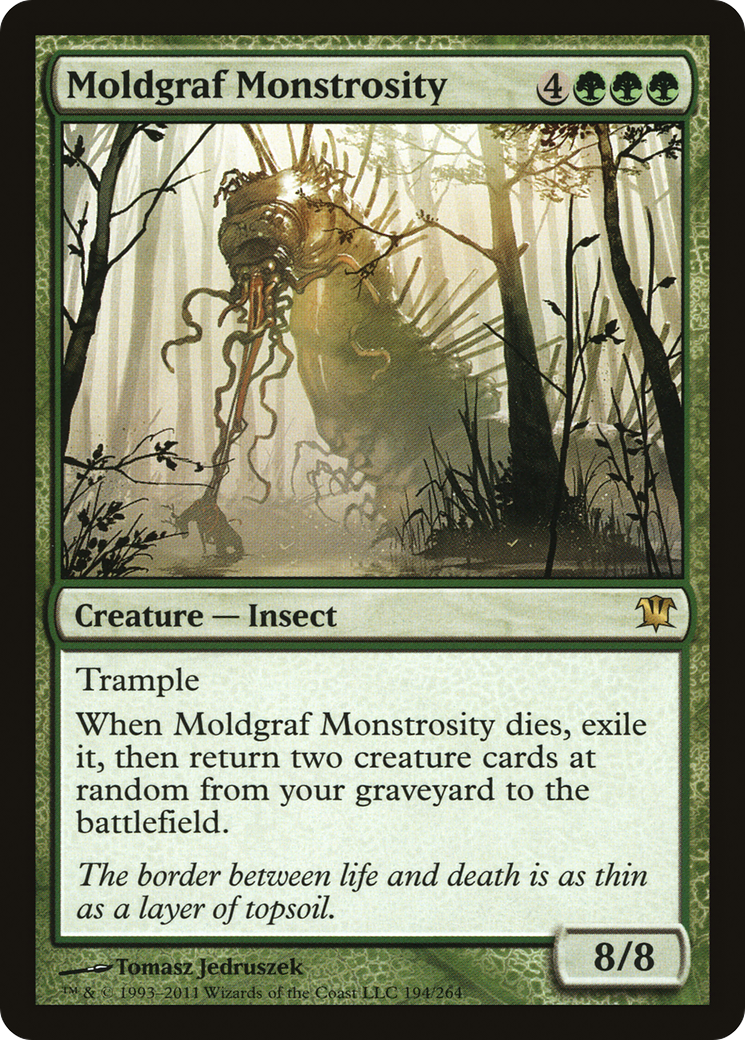 Moldgraf Monstrosity 4
Creature — Insect
Trample
When Moldgraf Monstrosity dies, exile
it, then return two creature cards at
random from your graveyard to the
battlefield.
The border between life and death is as thin
as a layer of topsoil.
8/8
Tomasz Jedruszek
™ & © 1993–2011 Wizards of the Coast LLC 194/264